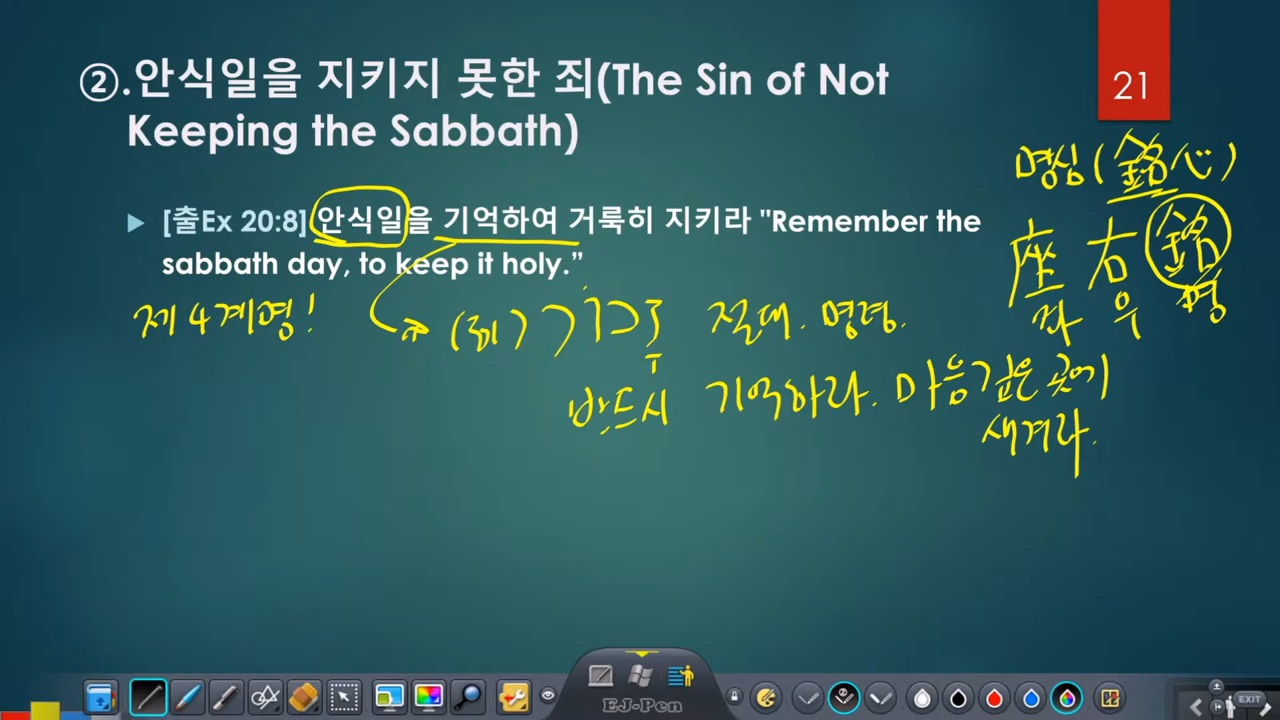 ②.안식일을 지키지 못한 죄(The Sin of Not
Keeping the Sabbath)
21
명심(銘心)
[출Ex 20:8] 안식일을 기억하여 거룩히 지키라 "Remember the
sabbath day, to keep it holy.”
座右銘
좌 우 명
제4계명!
(히) זָכוֹר 절대. 명령.
반드시 기억하라. 마음 깊은 곳에
새겨라.
EJ-Pen
EXIT